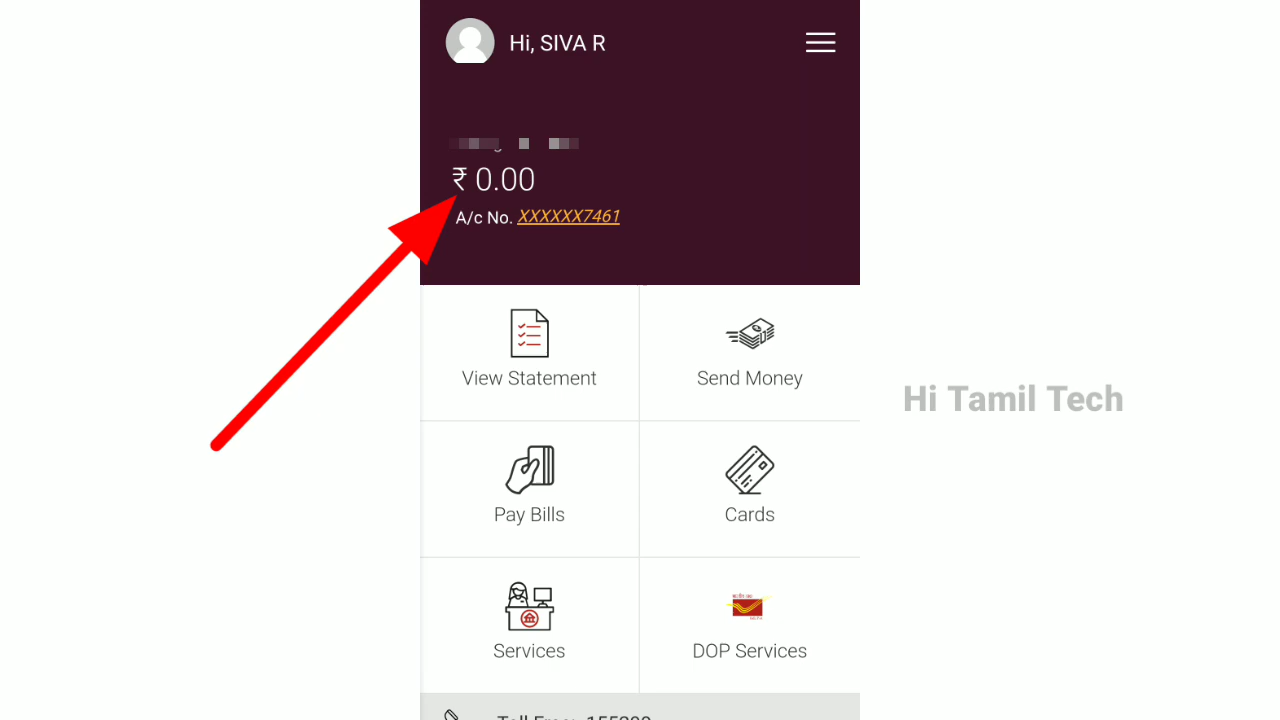 Hi, SIVA R
₹ 0.00
A/c No. XXXXXX7461
View Statement
Send Money
Hi Tamil Tech
Pay Bills
Cards
Services
DOP Services